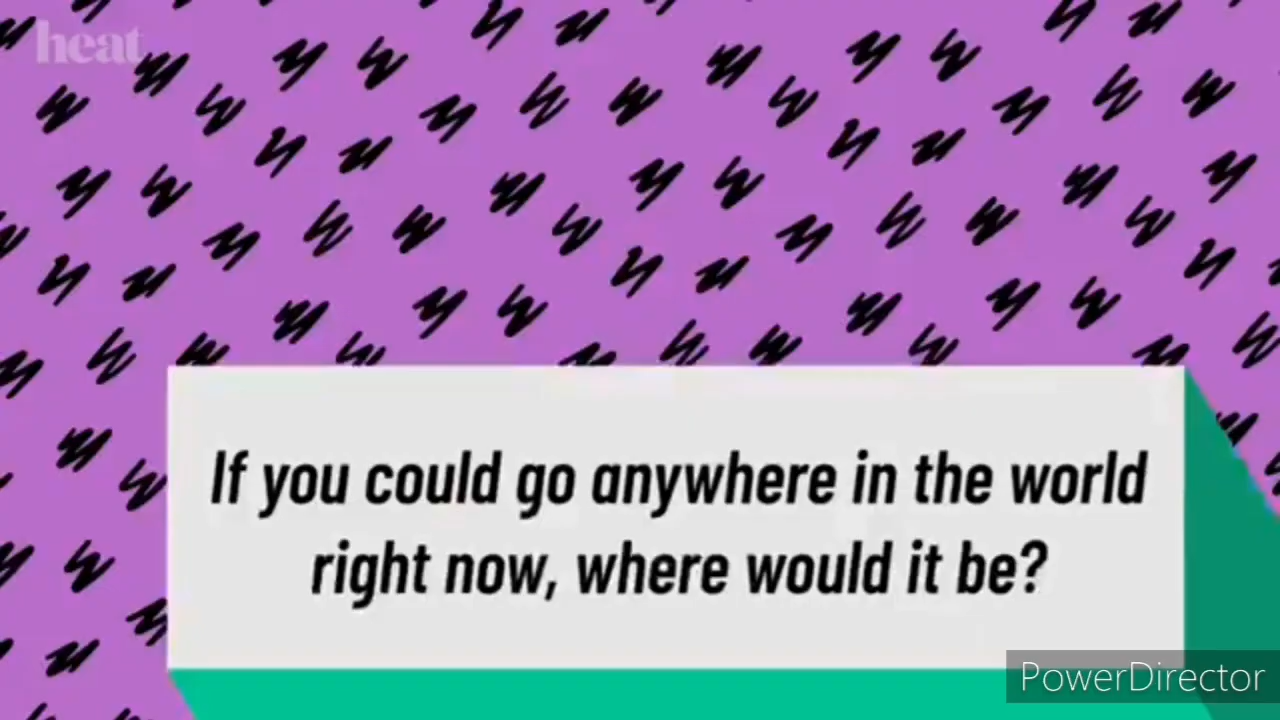 heat
If you could go anywhere in the world
right now, where would it be?
PowerDirector